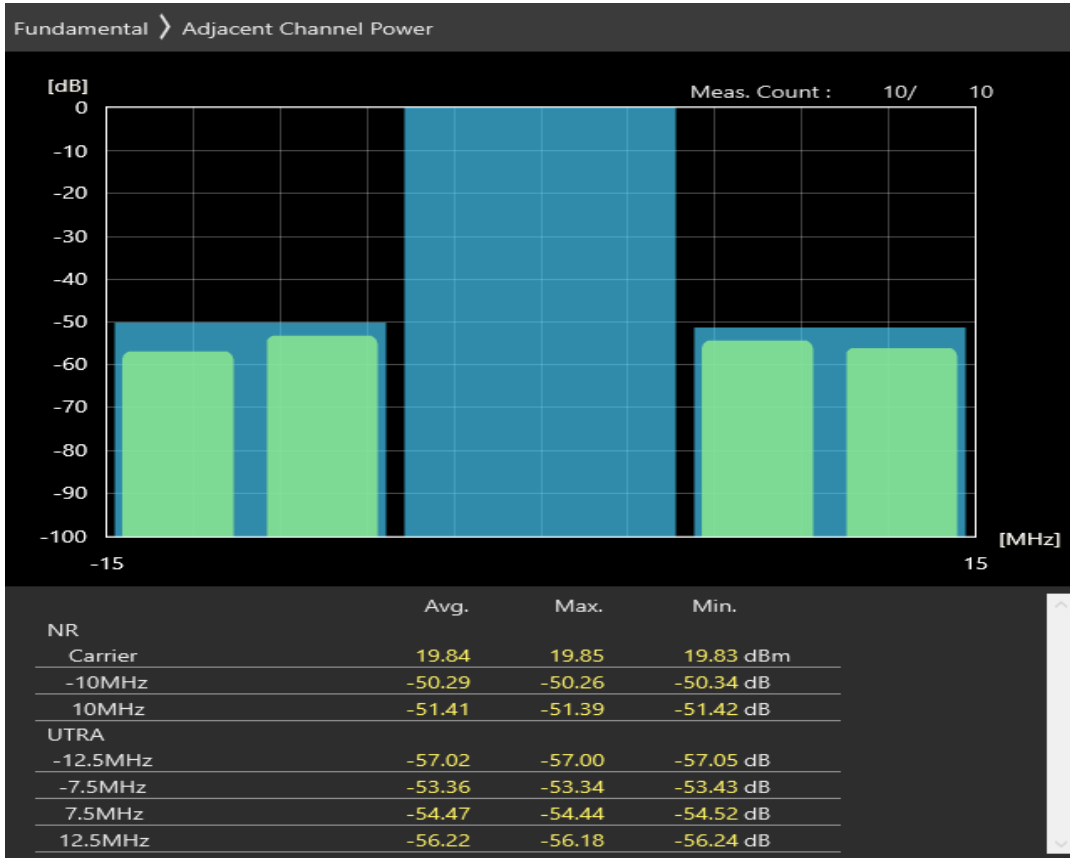 Fundamental ❭ Adjacent Channel Power
[dB]
Meas. Count : 10/ 10
0
-10
-20
-30
-40
-50
-60
-70
-80
-90
-100
[MHz]
-15 15
Avg. Max. Min.
NR
Carrier 19.84 19.85 19.83 dBm
-10MHz -50.29 -50.26 -50.34 dB
10MHz -51.41 -51.39 -51.42 dB
UTRA
-12.5MHz -57.02 -57.00 -57.05 dB
-7.5MHz -53.36 -53.34 -53.43 dB
7.5MHz -54.47 -54.44 -54.52 dB
12.5MHz -56.22 -56.18 -56.24 dB